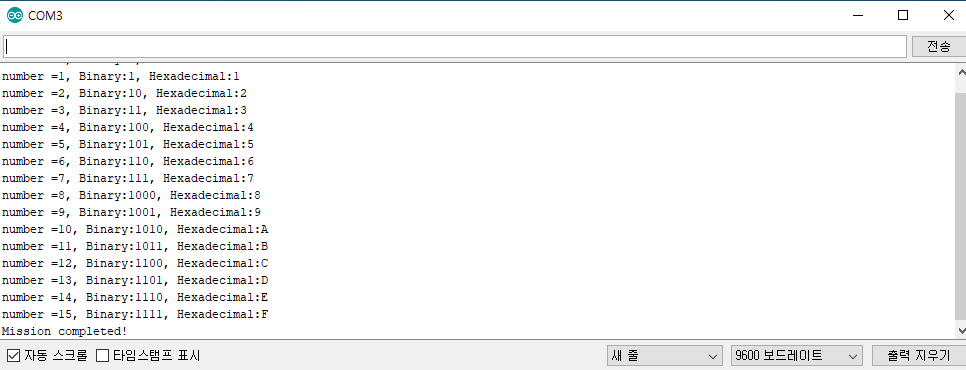 COM3
전송
number =1, Binary:1, Hexadecimal:1
number =2, Binary:10, Hexadecimal:2
number =3, Binary:11, Hexadecimal:3
number =4, Binary:100, Hexadecimal:4
number =5, Binary:101, Hexadecimal:5
number =6, Binary:110, Hexadecimal:6
number =7, Binary:111, Hexadecimal:7
number =8, Binary:1000, Hexadecimal:8
number =9, Binary:1001, Hexadecimal:9
number =10, Binary:1010, Hexadecimal:A
number =11, Binary:1011, Hexadecimal:B
number =12, Binary:1100, Hexadecimal:C
number =13, Binary:1101, Hexadecimal:D
number =14, Binary:1110, Hexadecimal:E
number =15, Binary:1111, Hexadecimal:F
Mission completed!
자동 스크롤 타임스탬프 표시 새 줄 9600 보드레이트 출력 지우기